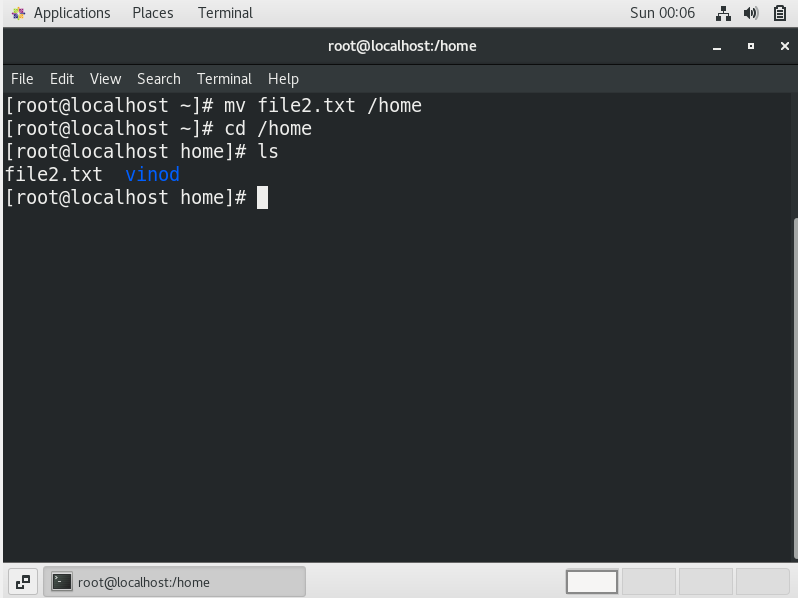 Applications Places Terminal Sun 00:06
root@localhost:/home
File Edit View Search Terminal Help
[root@localhost ~]# mv file2.txt /home
[root@localhost ~]# cd /home
[root@localhost home]# ls
file2.txt  vinod
[root@localhost home]#
root@localhost:/home